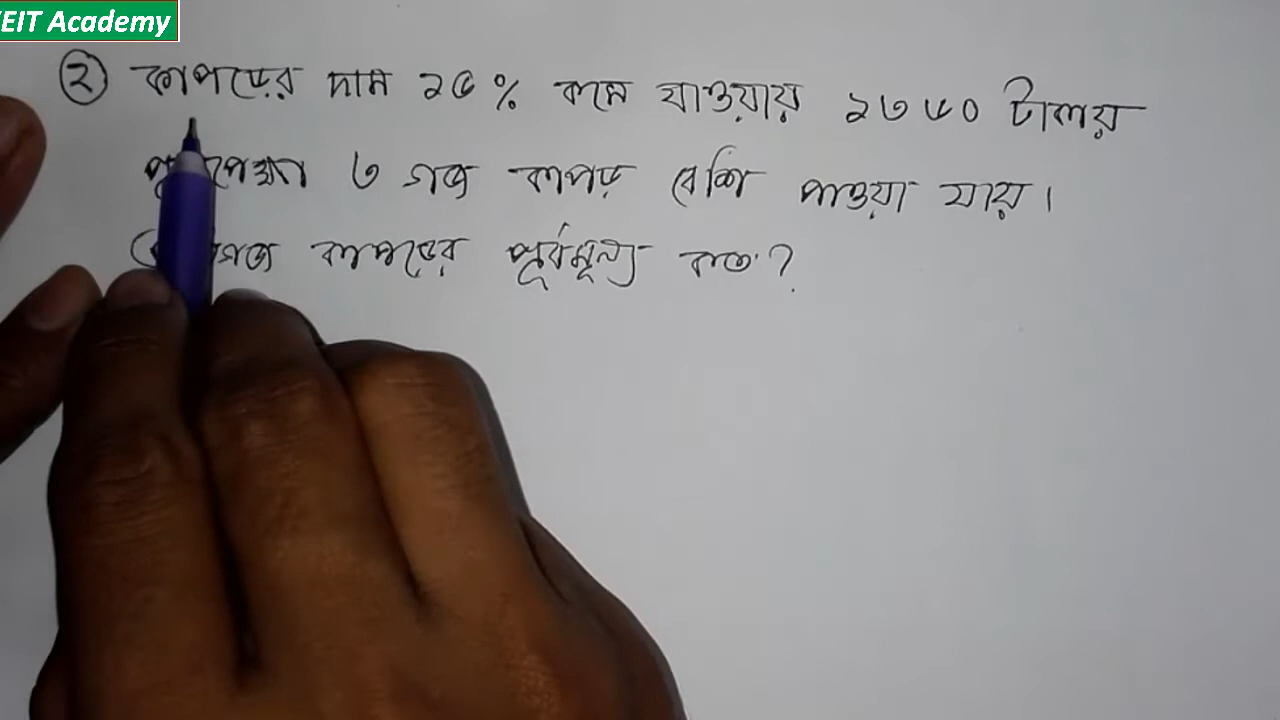 EIT Academy
২ কাপড়ের দাম ২৫% কমে যাওয়ায় ২৩৫০ টাকায়
৩ গজ কাপড় বেশি পাওয়া যায়।
গজ কাপড়ের পূর্বমূল্য কত?